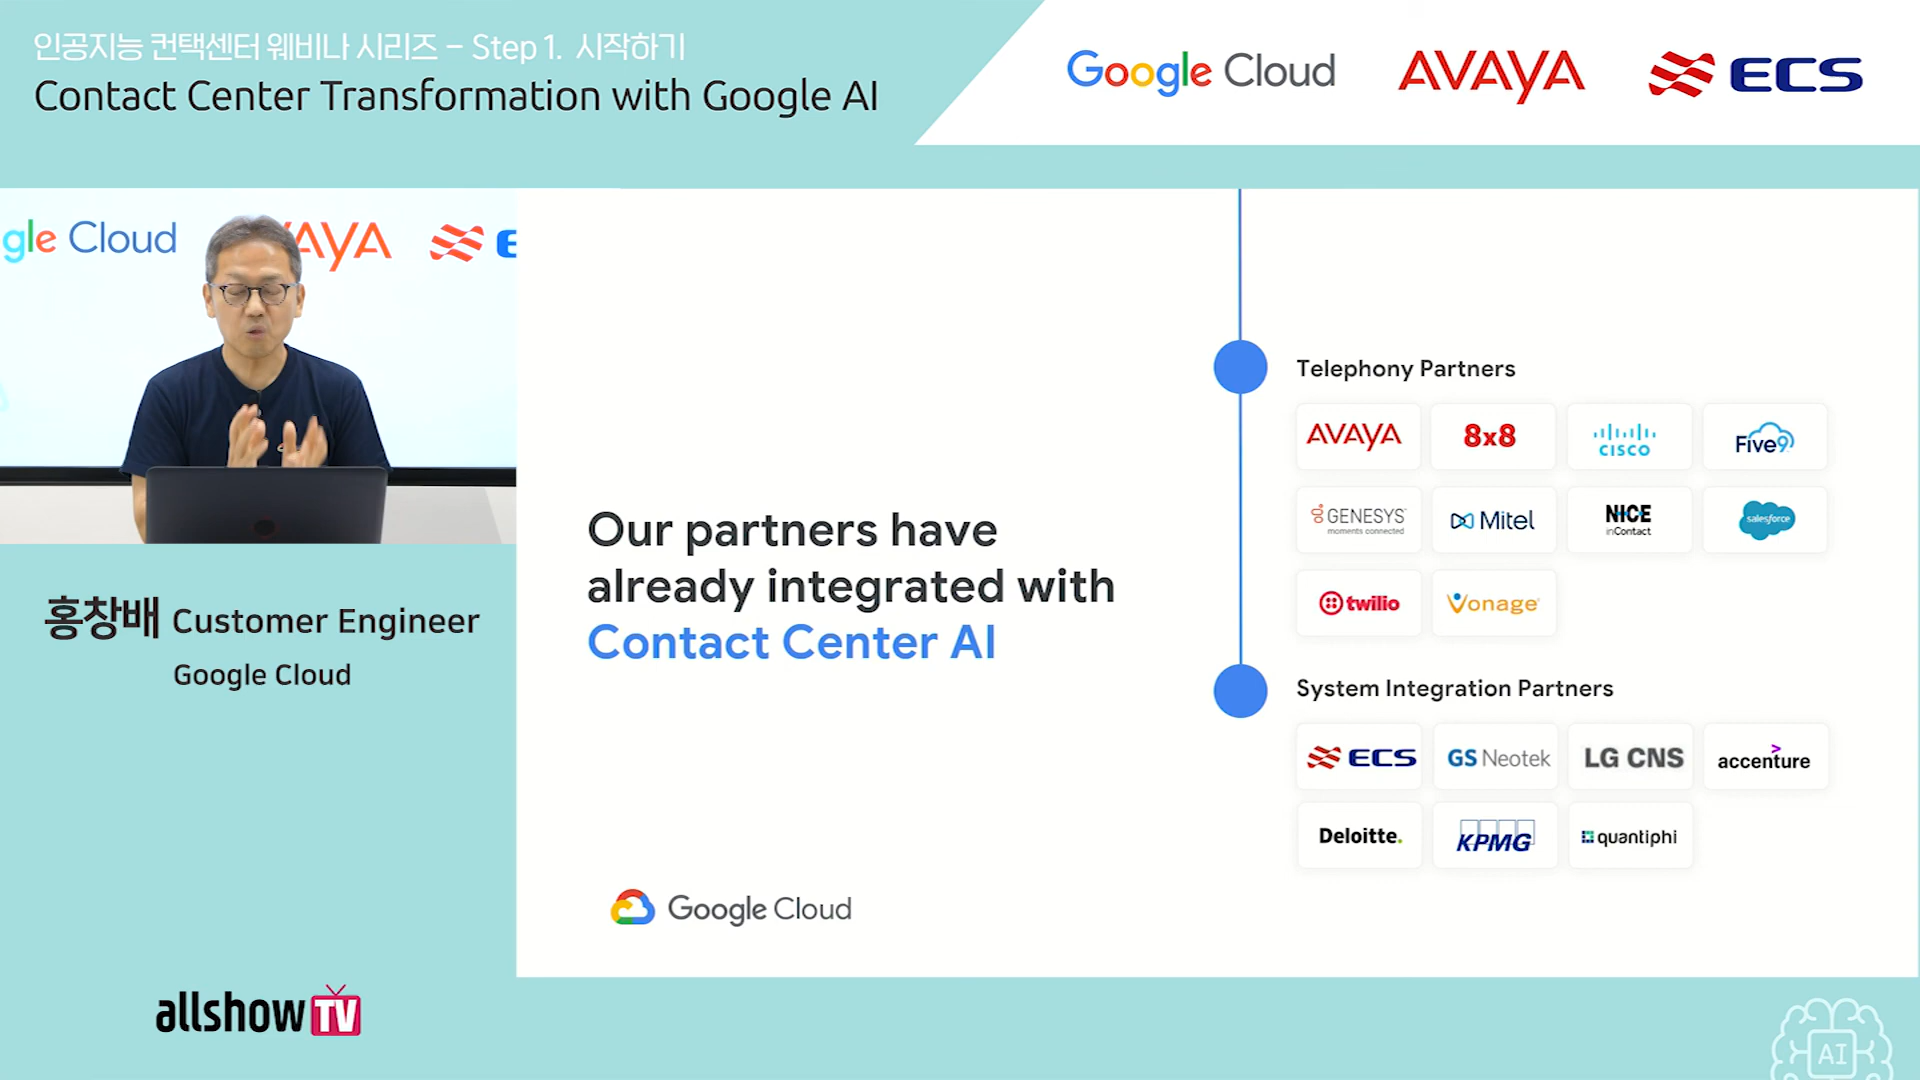 인공지능 컨택센터 웨비나 시리즈 – Step 1. 시작하기
Contact Center Transformation with Google AI
Google Cloud
AVAYA
ECS
gle Cloud
AYA
홍창배 Customer Engineer
Google Cloud
allshowTV
Our partners have
already integrated with
Contact Center AI
Google Cloud
Telephony Partners
AVAYA
8x8
CISCO
Five9
GENESYS
moments connected
Mitel
NICE
inContact
salesforce
twilio
Vonage
System Integration Partners
ECS
GS Neotek
LG CNS
accenture
Deloitte.
KPMG
quantiphi
AI